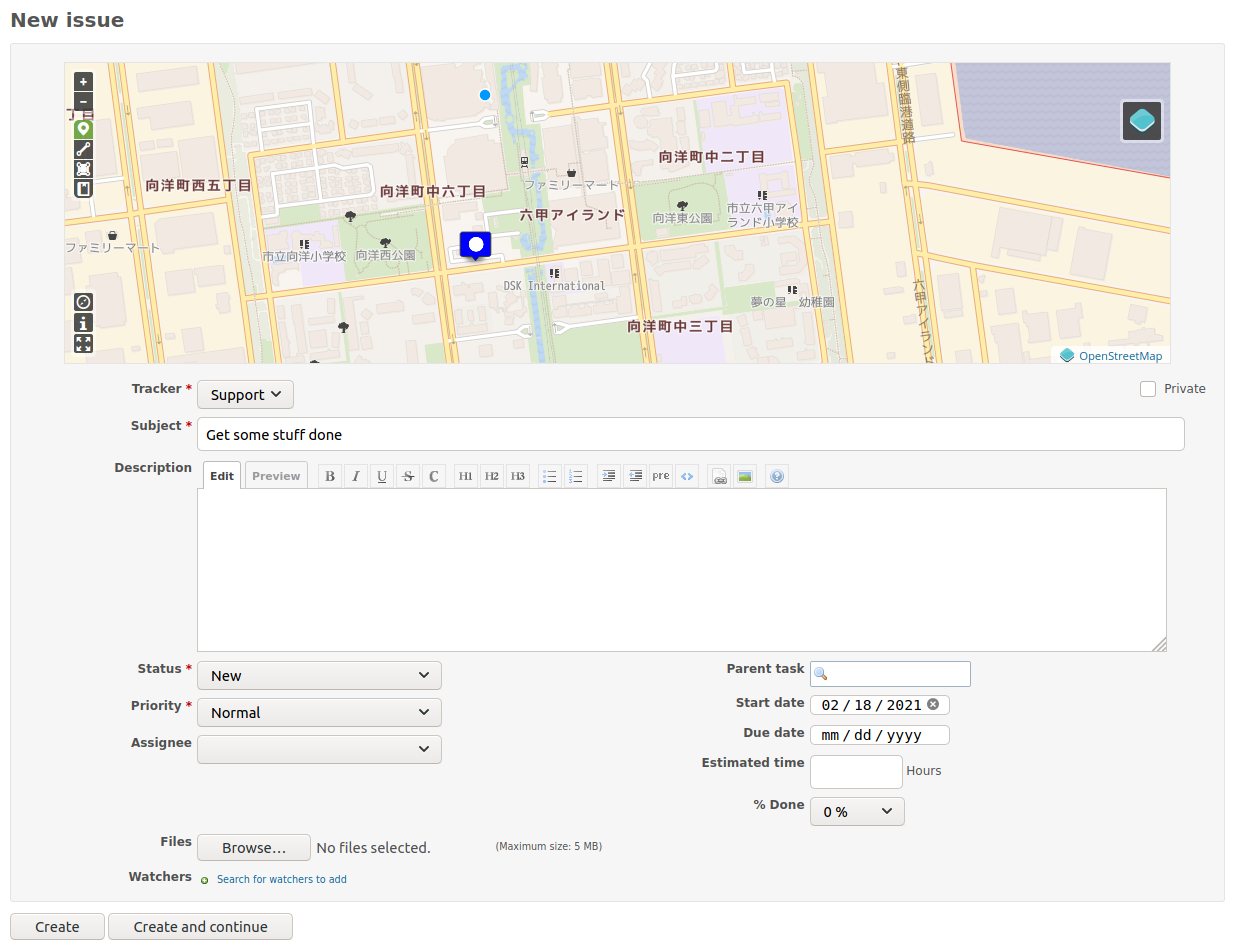 New issue
+
−
丁目
東側臨港道路
向洋町中二丁目
向洋町西五丁目
向洋町中六丁目
ファミリーマート
六甲アイランド
向洋東公園
市立六甲アイ
ランド小学校
ファミリーマート
市立向洋小学校
向洋西公園
DSK International
夢の星 幼稚園
六甲アイランド
向洋町中三丁目
OpenStreetMap
Tracker *
Support
Private
Subject *
Get some stuff done
Description
Edit
Preview
B I U S C H1 H2 H3 pre <> ?
Status *
New
Parent task
Priority *
Normal
Start date
02 / 18 / 2021
Assignee
Due date
mm / dd / yyyy
Estimated time
Hours
% Done
0 %
Files
Browse…
No files selected.
(Maximum size: 5 MB)
Watchers
Search for watchers to add
Create
Create and continue